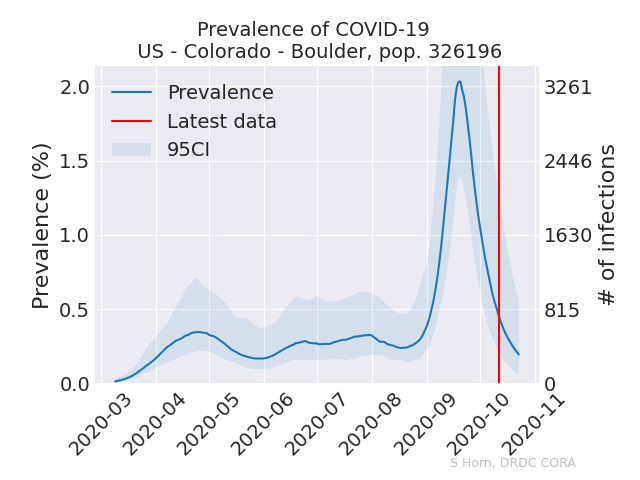 Prevalence of COVID-19
US - Colorado - Boulder, pop. 326196
Prevalence
Latest data
95CI
Prevalence (%)
2.0
1.5
1.0
0.5
0.0
3261
2446
1630
815
0
# of infections
2020-03
2020-04
2020-05
2020-06
2020-07
2020-08
2020-09
2020-10
2020-11
S Horn, DRDC CORA